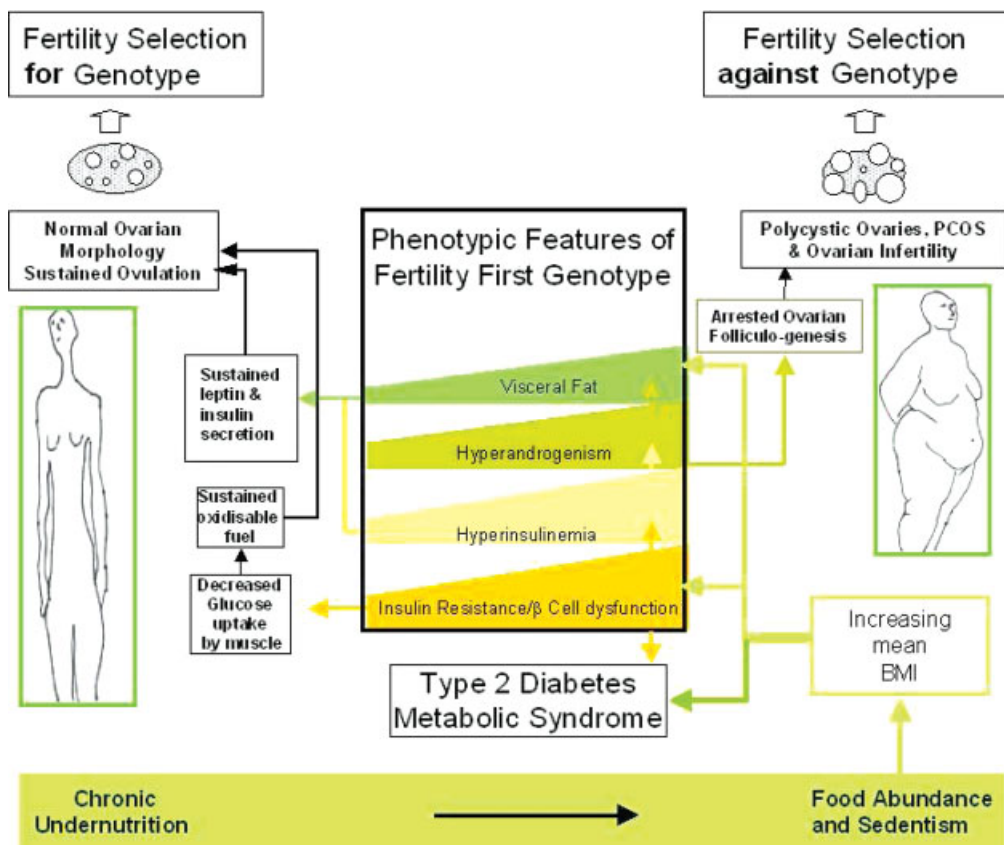 Fertility Selection
for Genotype
Fertility Selection
against Genotype
Normal Ovarian
Morphology
Sustained Ovulation
Phenotypic Features of
Fertility First Genotype
Polycystic Ovaries, PCOS
& Ovarian Infertility
Arrested Ovarian
Folliculo-genesis
Sustained
leptin &
insulin
secretion
Visceral Fat
Hyperandrogenism
Sustained
oxidisable
fuel
Hyperinsulinemia
Decreased
Glucose
uptake
by muscle
Insulin Resistance/β Cell dysfunction
Increasing
mean
BMI
Type 2 Diabetes
Metabolic Syndrome
Chronic
Undernutrition
Food Abundance
and Sedentism